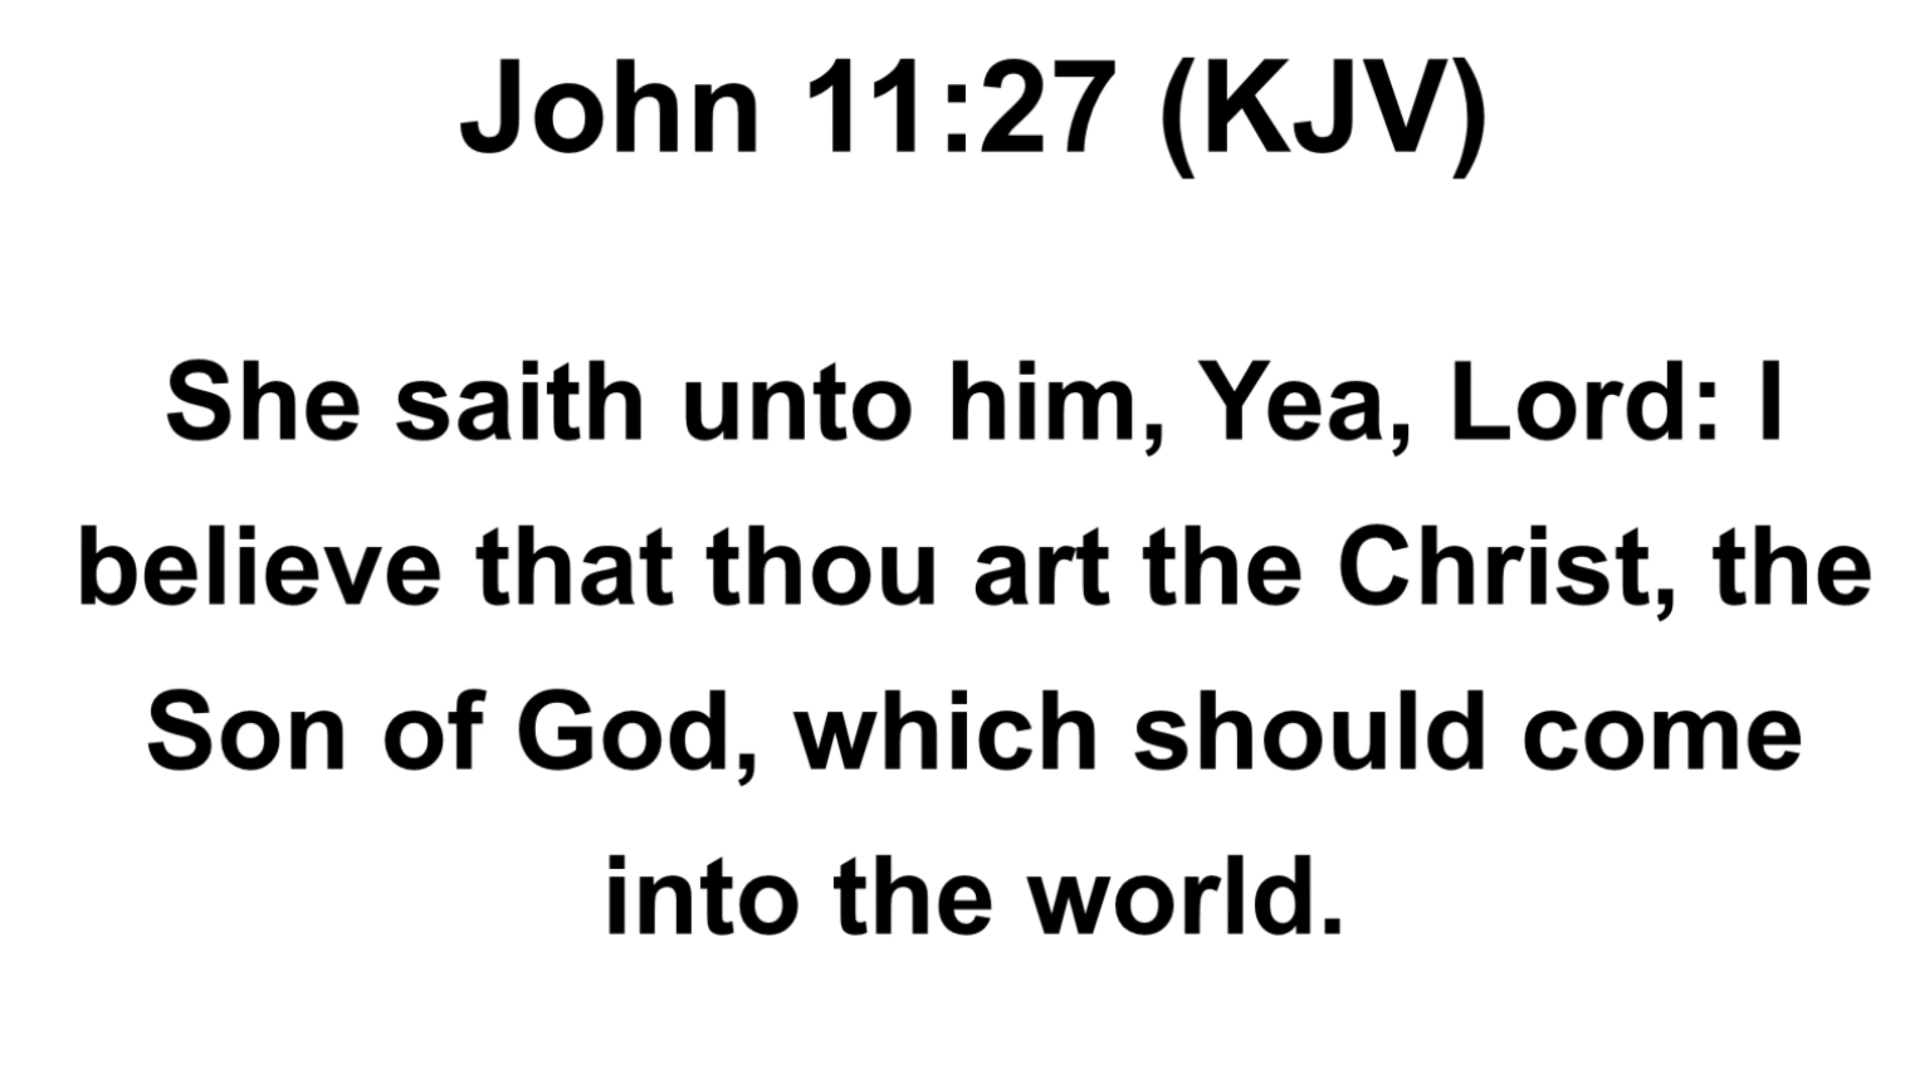 John 11:27 (KJV)
She saith unto him, Yea, Lord: I
believe that thou art the Christ, the
Son of God, which should come
into the world.